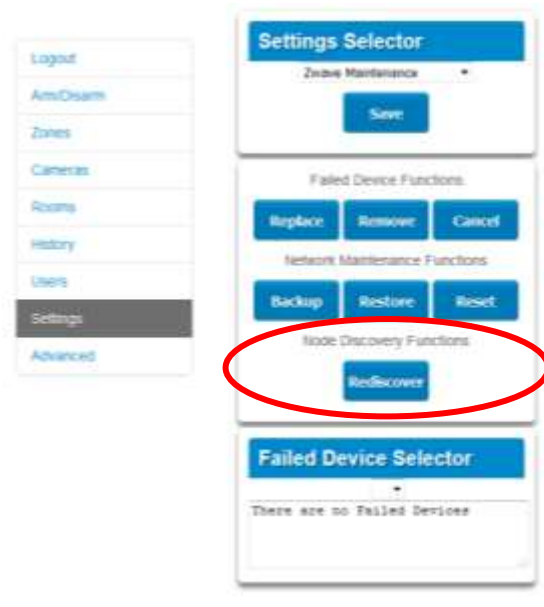 Logout
Arm/Disarm
Zones
Cameras
Rooms
History
Users
Settings
Advanced
Settings Selector
Zwave Maintenance
Save
Failed Device Functions
Replace Remove Cancel
Network Maintenance Functions
Backup Restore Reset
Node Discovery Functions
Rediscover
Failed Device Selector
There are no Failed Devices